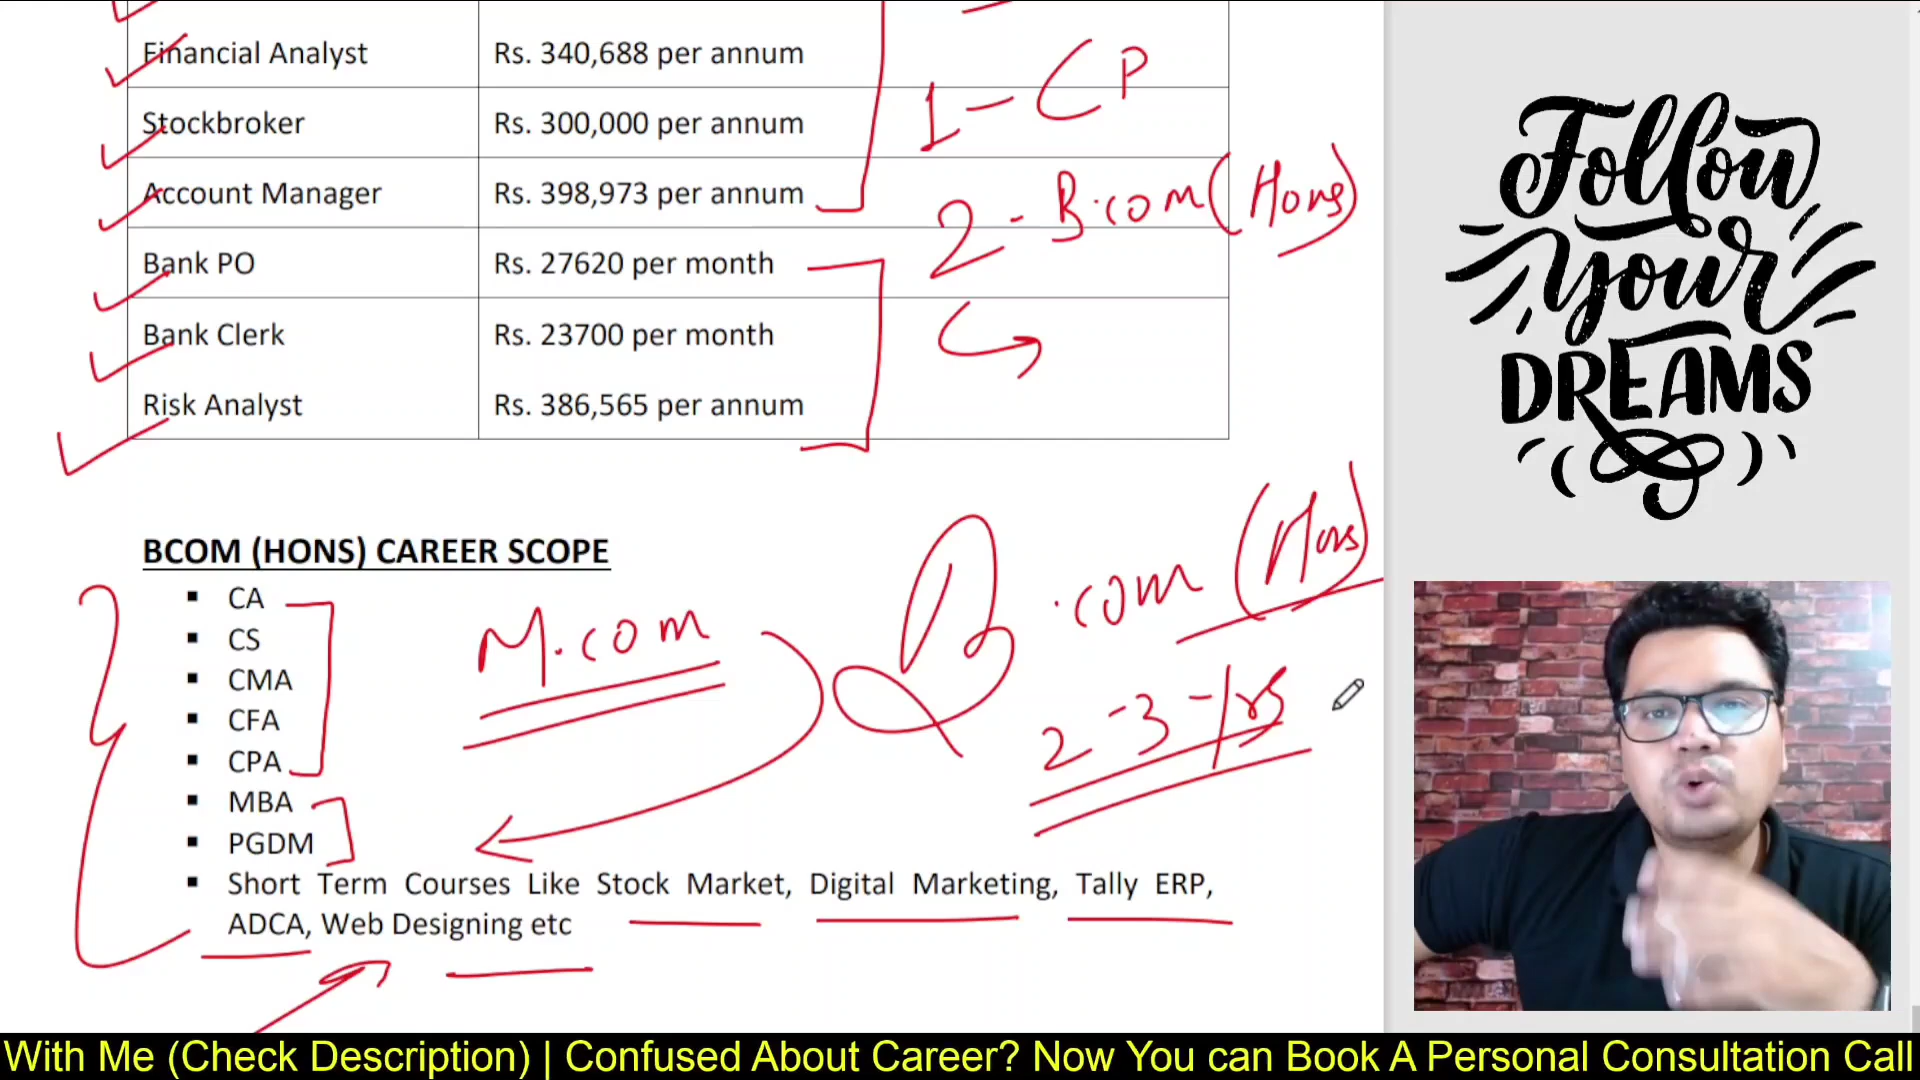 Financial Analyst Rs. 340,688 per annum
1 - CP
Stockbroker Rs. 300,000 per annum
Account Manager Rs. 398,973 per annum
2 - B.com (Hons)
Bank PO Rs. 27620 per month
Bank Clerk Rs. 23700 per month
Risk Analyst Rs. 386,565 per annum
BCOM (HONS) CAREER SCOPE
B.com (Hons)
▪ CA
▪ CS
M.com
▪ CMA
▪ CFA
2-3-Yrs
▪ CPA
▪ MBA
▪ PGDM
▪ Short Term Courses Like Stock Market, Digital Marketing, Tally ERP,
ADCA, Web Designing etc
Follow
Your
DREAMS
With Me (Check Description) | Confused About Career? Now You can Book A Personal Consultation Call